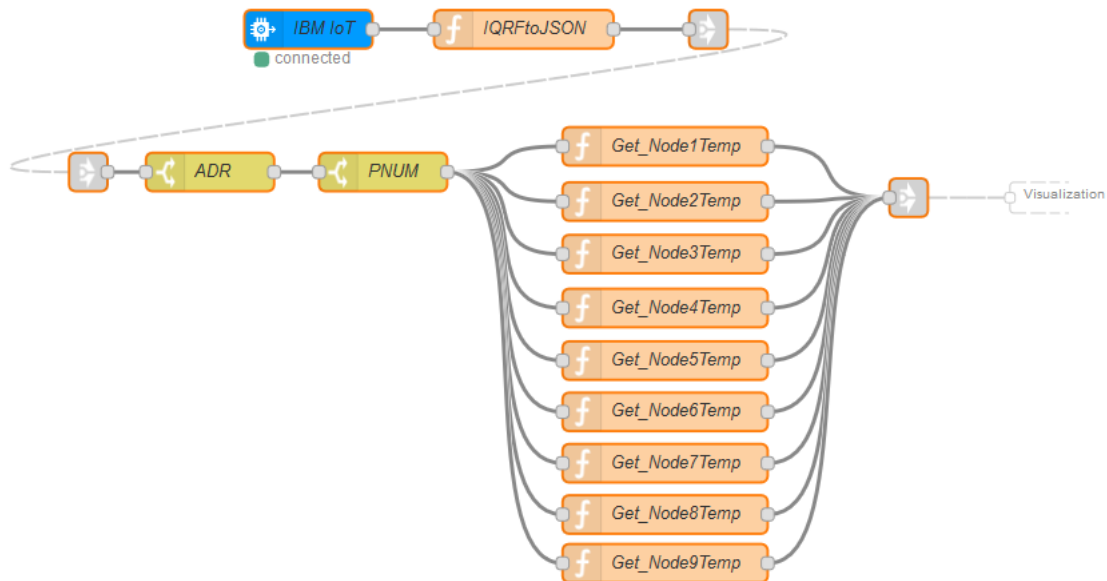 IBM IoT
IQRFtoJSON
connected
ADR
PNUM
Get_Node1Temp
Get_Node2Temp
Get_Node3Temp
Get_Node4Temp
Get_Node5Temp
Get_Node6Temp
Get_Node7Temp
Get_Node8Temp
Get_Node9Temp
Visualization